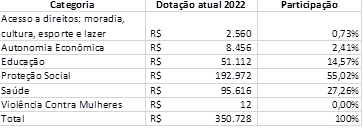 Categoria Dotação atual 2022 Participação
Acesso a direitos: moradia,
cultura, esporte e lazer R$ 2.560 0,73%
Autonomia Econômica R$ 8.456 2,41%
Educação R$ 51.112 14,57%
Proteção Social R$ 192.972 55,02%
Saúde R$ 95.616 27,26%
Violência Contra Mulheres R$ 12 0,00%
Total R$ 350.728 100%